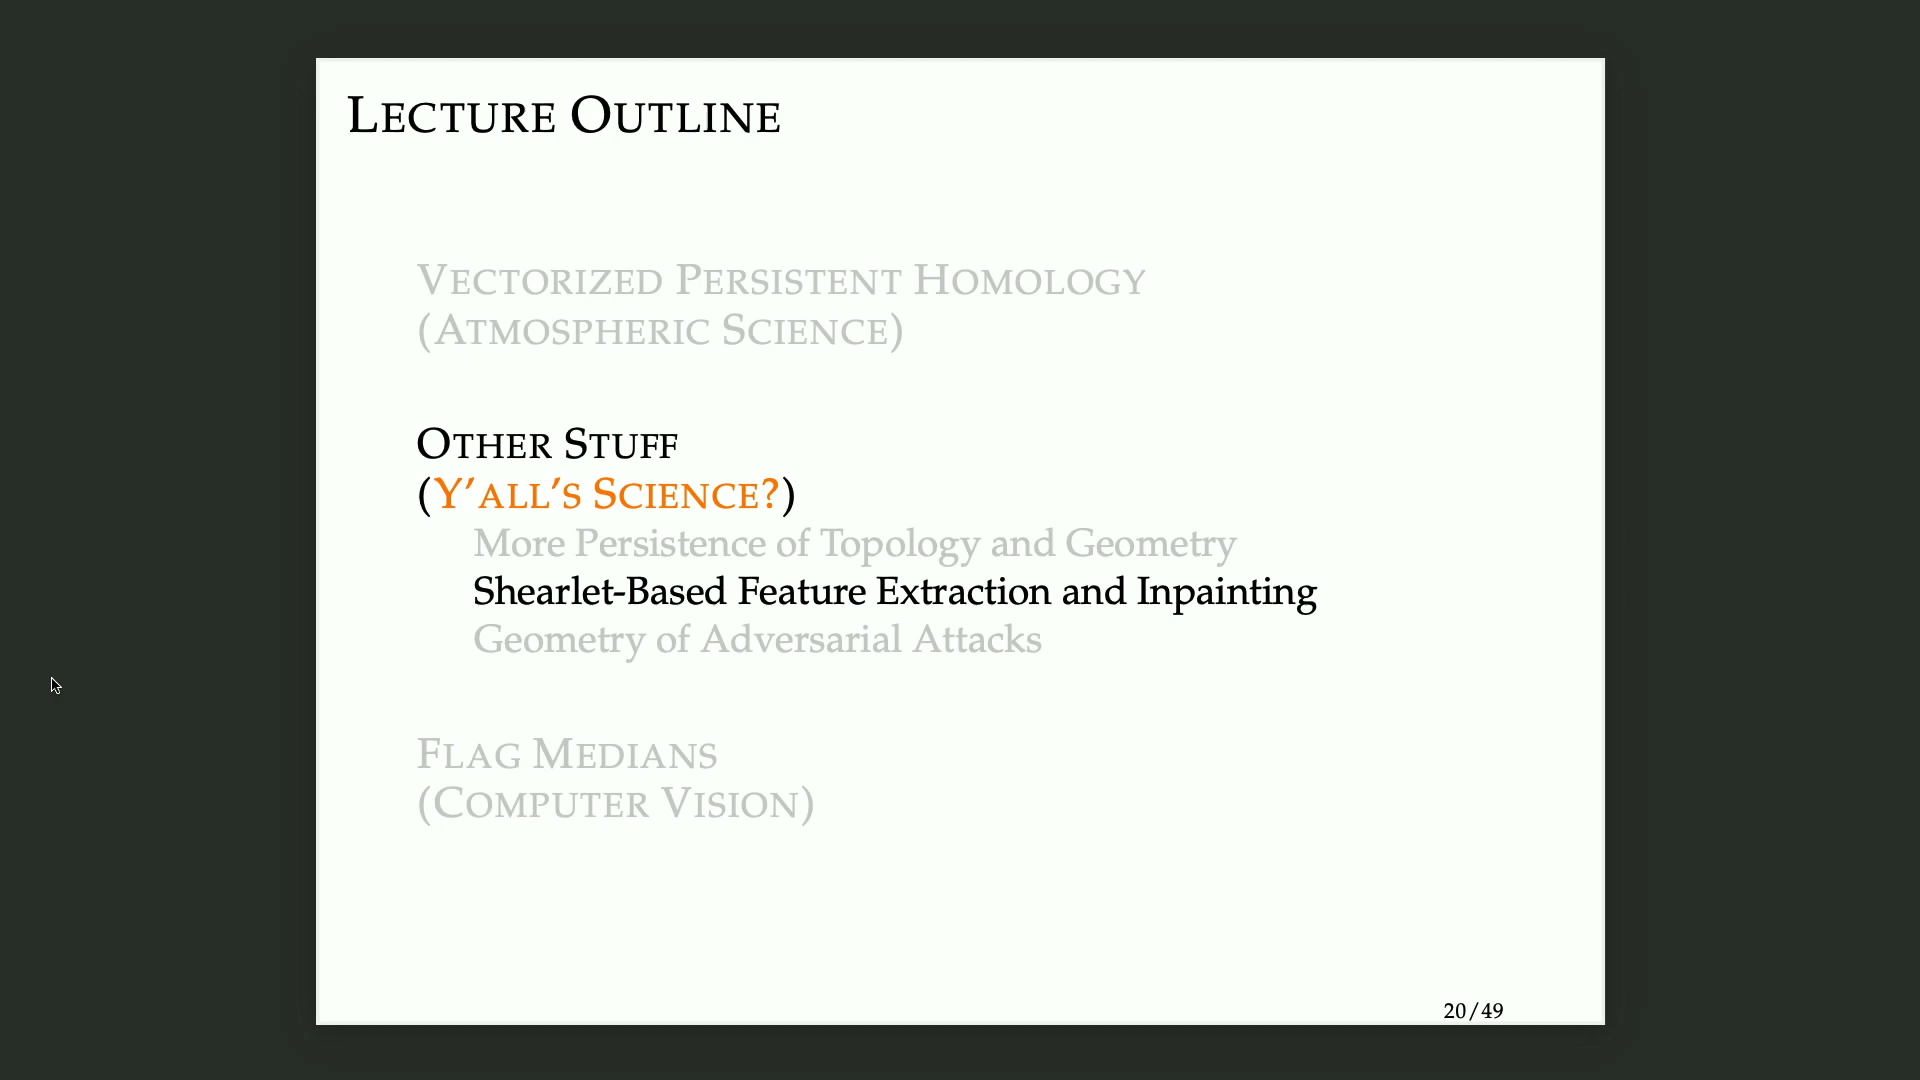 LECTURE OUTLINE
VECTORIZED PERSISTENT HOMOLOGY
(ATMOSPHERIC SCIENCE)
OTHER STUFF
(Y'ALL'S SCIENCE?)
More Persistence of Topology and Geometry
Shearlet-Based Feature Extraction and Inpainting
Geometry of Adversarial Attacks
FLAG MEDIANS
(COMPUTER VISION)
20/49